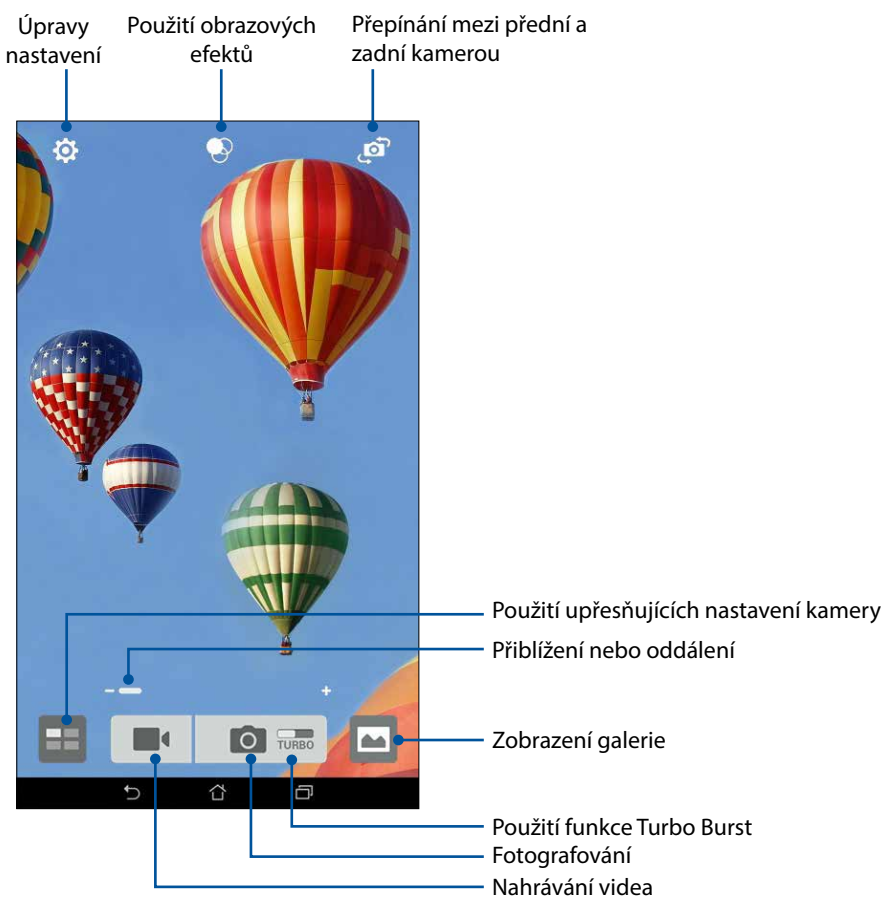 Úpravy
nastavení
Použití obrazových
efektů
Přepínání mezi přední a
zadní kamerou
Použití upřesňujících nastavení kamery
Přiblížení nebo oddálení
TURBO
Zobrazení galerie
Použití funkce Turbo Burst
Fotografování
Nahrávání videa